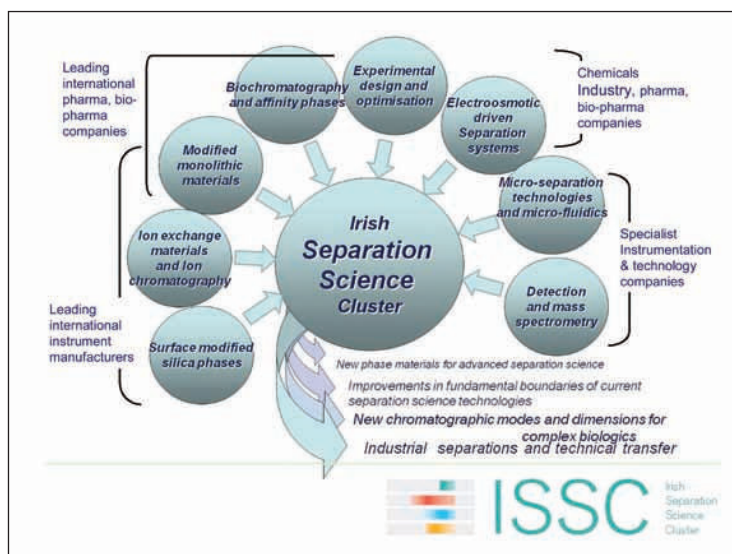 Leading
international
pharma, bio-
pharma
companies
Biochromatography
and affinity phases
Experimental
design and
optimisation
Electroosmotic
driven
Separation
systems
Chemicals
Industry, pharma,
bio-pharma
companies
Modified
monolithic
materials
Micro-separation
technologies
and micro-fluidics
Irish
Separation
Science
Cluster
Ion exchange
materials
and Ion
chromatography
Specialist
Instrumentation
& technology
companies
Detection
and mass
spectrometry
Leading
international
instrument
manufacturers
Surface modified
silica phases
New phase materials for advanced separation science
Improvements in fundamental boundaries of current
separation science technologies
New chromatographic modes and dimensions for
complex biologics
Industrial separations and technical transfer
ISSC
Irish
Separation
Science
Cluster